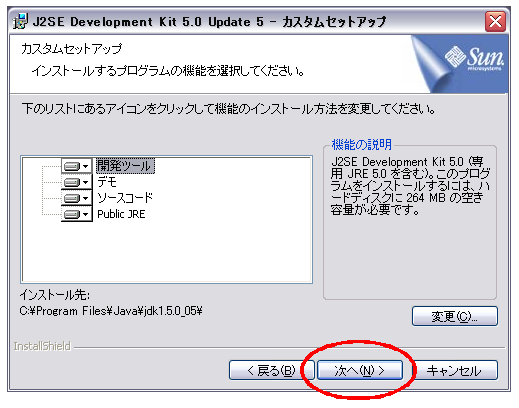 J2SE Development Kit 5.0 Update 5 - カスタムセットアップ
カスタムセットアップ
インストールするプログラムの機能を選択してください。
Sun
microsystems
下のリストにあるアイコンをクリックして機能のインストール方法を変更してください。
開発ツール
デモ
ソースコード
Public JRE
機能の説明
J2SE Development Kit 5.0 (専
用 JRE 5.0 を含む)。このプログ
ラムをインストールするには、ハ
ードディスクに 264 MB の空き
容量が必要です。
インストール先:
C:¥Program Files¥Java¥jdk1.5.0_05¥
変更(C)...
InstallShield
< 戻る(B)
次へ(N) >
キャンセル